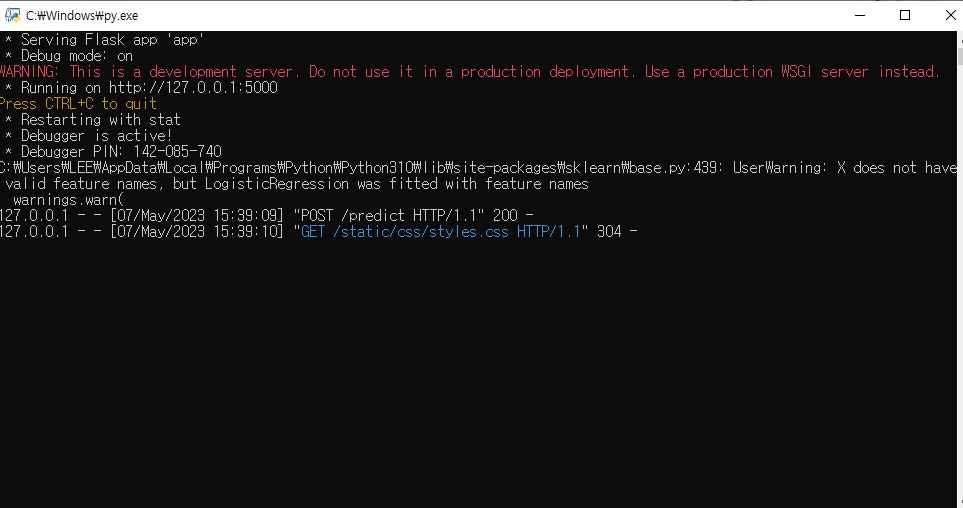 C:₩Windows₩py.exe
* Serving Flask app 'app'
* Debug mode: on
WARNING: This is a development server. Do not use it in a production deployment. Use a production WSGI server instead.
* Running on http://127.0.0.1:5000
Press CTRL+C to quit
* Restarting with stat
* Debugger is active!
* Debugger PIN: 142-085-740
C:₩Users₩LEE₩AppData₩Local₩Programs₩Python₩Python310₩lib₩site-packages₩sklearn₩base.py:439: UserWarning: X does not have
valid feature names, but LogisticRegression was fitted with feature names
warnings.warn(
127.0.0.1 - - [07/May/2023 15:39:09] "POST /predict HTTP/1.1" 200 -
127.0.0.1 - - [07/May/2023 15:39:10] "GET /static/css/styles.css HTTP/1.1" 304 -